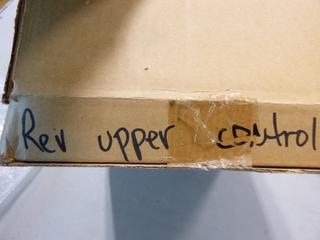 Rev upper control